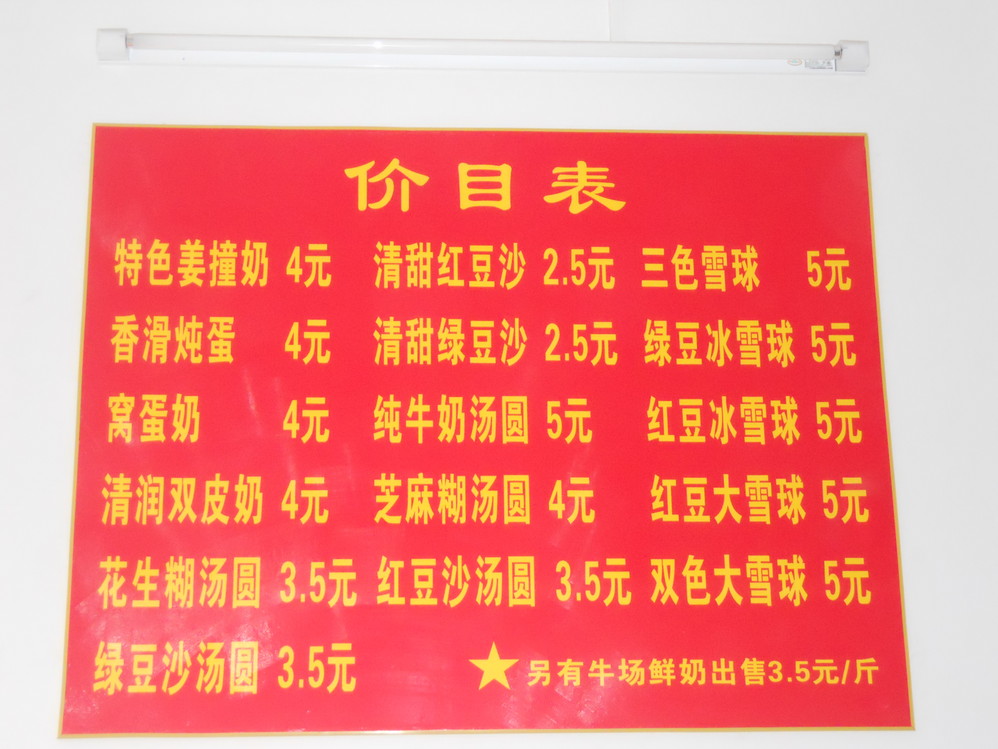 价目表
特色姜撞奶 4元 清甜红豆沙 2.5元 三色雪球 5元
香滑炖蛋 4元 清甜绿豆沙 2.5元 绿豆冰雪球 5元
窝蛋奶 4元 纯牛奶汤圆 5元 红豆冰雪球 5元
清润双皮奶 4元 芝麻糊汤圆 4元 红豆大雪球 5元
花生糊汤圆 3.5元 红豆沙汤圆 3.5元 双色大雪球 5元
绿豆沙汤圆 3.5元 ★另有牛场鲜奶出售3.5元/斤